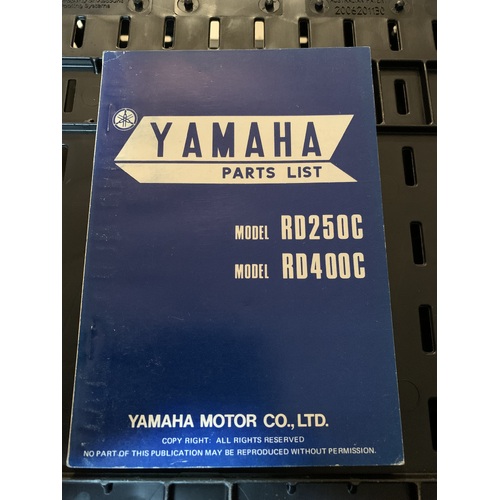 2006201130
YAMAHA
PARTS LIST
MODEL RD250C
MODEL RD400C
YAMAHA MOTOR CO., LTD.
COPY RIGHT: ALL RIGHTS RESERVED
NO PART OF THIS PUBLICATION MAY BE REPRODUCED WITHOUT PERMISSION.